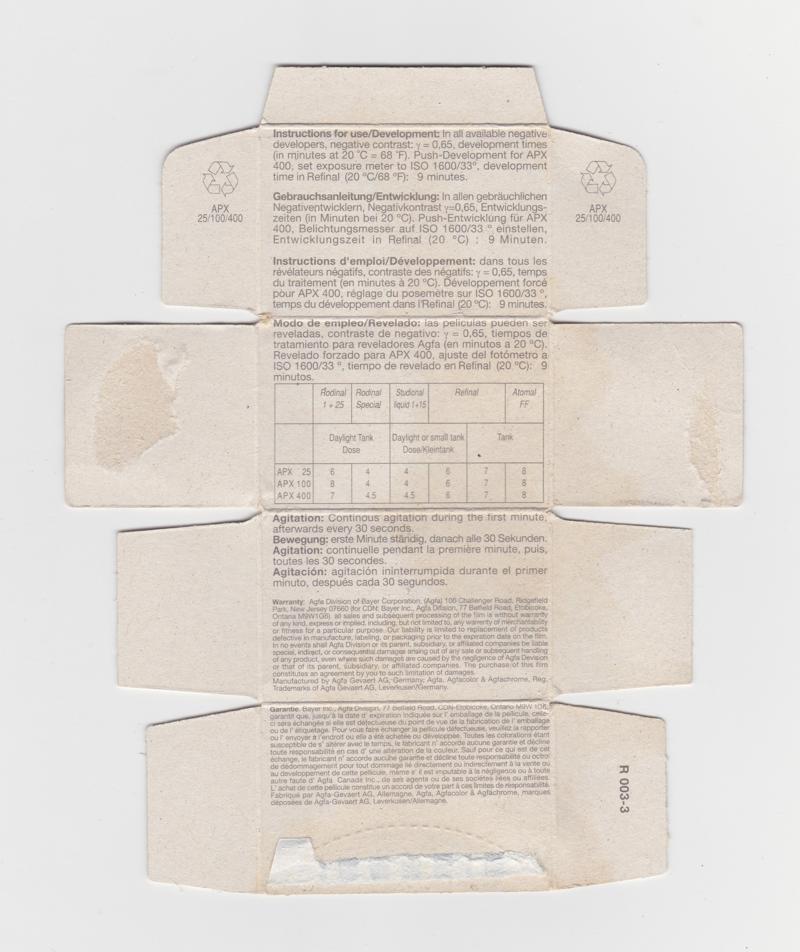 Instructions for use/Development: In all available negative
developers, negative contrast: γ = 0,65, development times
(in minutes at 20 °C = 68 °F). Push-Development for APX
400, set exposure meter to ISO 1600/33°, development
time in Refinal (20 °C/68 °F): 9 minutes.
Gebrauchsanleitung/Entwicklung: In allen gebräuchlichen
Negativentwicklern, Negativkontrast γ=0,65, Entwicklungs-
zeiten (in Minuten bei 20 °C). Push-Entwicklung für APX
400, Belichtungsmesser auf ISO 1600/33 ° einstellen,
Entwicklungszeit in Refinal (20 °C) : 9 Minuten.
Instructions d'emploi/Développement: dans tous les
révélateurs négatifs, contraste des négatifs: γ = 0,65, temps
du traitement (en minutes à 20 °C). Développement forcé
pour APX 400, réglage du posemètre sur ISO 1600/33 °,
temps du développement dans l'Refinal (20 °C): 9 minutes.
APX
25/100/400
APX
25/100/400
Modo de empleo/Revelado: las películas pueden ser
reveladas, contraste de negativo: γ = 0,65, tiempos de
tratamiento para reveladores Agfa (en minutos a 20 °C).
Revelado forzado para APX 400, ajuste del fotómetro a
ISO 1600/33 °, tiempo de revelado en Refinal (20 °C): 9
minutos.
Rodinal Rodinal Studional Refinal Atomal
1 + 25 Special liquid 1+15 FF
Daylight Tank Daylight or small tank Tank
Dose Dose/Kleintank
APX 25 6 4 4 6 7 8
APX 100 8 4 4 6 7 8
APX 400 7 4.5 4.5 6 7 8
Agitation: Continous agitation during the first minute,
afterwards every 30 seconds.
Bewegung: erste Minute ständig, danach alle 30 Sekunden.
Agitation: continuelle pendant la première minute, puis,
toutes les 30 secondes.
Agitación: agitación ininterrumpida durante el primer
minuto, después cada 30 segundos.
Warranty: Agfa Division of Bayer Corporation, (Agfa) 100 Challenger Road, Ridgefield
Park, New Jersey 07660 (for CDN: Bayer Inc., Agfa Division, 77 Belfield Road, Etobicoke,
Ontario M9W1G6). all sales and subsequent processing of the film is without warranty
of any kind, express or implied, including, but not limited to, any warrenty of merchantability
or fitness for a particular purpose. Our liability is limited to replacement of products
defective in manufacture, labeling, or packaging prior to the expiration date on the film.
In no events shall Agfa Division or its parent, subsidiary, or affiliated companies be liable
special, indirect, or consequential damages arising out of any sale or subsequent handling
of any product, even where such damages are caused by the negligence of Agfa Division
or that of its parent, subsidiary, or affiliated companies. The purchase of this film
constitutes an agreement by you to such limitation of damages.
Manufactured by Agfa Gevaert AG, Germany; Agfa, Agfacolor & Agfachrome, Reg.
Trademarks of Agfa Gevaert AG, Leverkusen/Germany.
Garantie. Bayer Inc., Agfa Division, 77 Belfield Road, CDN-Etobicoke, Ontario M9W 1G6,
garantit que, jusqu'à la date d' expiration indiquée sur l' emballage de la pellicule, celle-
ci sera échangée si elle est défectueuse du point de vue de la fabrication de l' emballage
ou de l' étiquetage. Pour vous faire échanger la pellicule défectueuse, veuillez la rapporter
ou l' envoyer à l'endroit ou elle a été achetée ou développée. Toutes les colorations étant
susceptible de s' altérer avec le temps, le fabricant n' accorde aucune garantie et décline
toute responsabilité en cas d' une altération de la couleur. Sauf pour ce qui est de cet
échange, le fabricant n' accorde aucune garantie et décline toute responsabilité ou octroi
de dédommagement pour tout dommage lié directement ou indirectement à la vente ou
au developpement de cette pellicule, même s' il est imputable à la négligence ou à toute
autre faute d' Agfa Canada Inc., de ses agents ou de ses sociétés liées ou affiliées.
L' achat de cette pellicule constitue un accord de votre part à ces limites de responsabilité.
Fabriqué par Agfa-Gevaert AG, Allemagne, Agfa, Agfacolor & Agfachrome, marques
déposées de Agfa-Gevaert AG, Leverkusen/Allemagne.
R 003-3